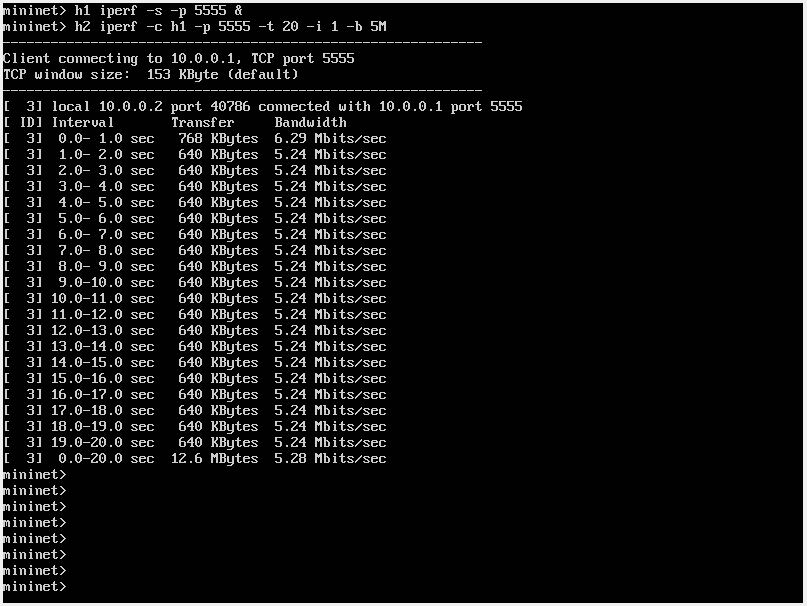 mininet> h1 iperf -s -p 5555 &
mininet> h2 iperf -c h1 -p 5555 -t 20 -i 1 -b 5M
------------------------------------------------------------
Client connecting to 10.0.0.1, TCP port 5555
TCP window size:  153 KByte (default)
------------------------------------------------------------
[  3] local 10.0.0.2 port 40786 connected with 10.0.0.1 port 5555
[ ID] Interval       Transfer     Bandwidth
[  3]  0.0- 1.0 sec   768 KBytes  6.29 Mbits/sec
[  3]  1.0- 2.0 sec   640 KBytes  5.24 Mbits/sec
[  3]  2.0- 3.0 sec   640 KBytes  5.24 Mbits/sec
[  3]  3.0- 4.0 sec   640 KBytes  5.24 Mbits/sec
[  3]  4.0- 5.0 sec   640 KBytes  5.24 Mbits/sec
[  3]  5.0- 6.0 sec   640 KBytes  5.24 Mbits/sec
[  3]  6.0- 7.0 sec   640 KBytes  5.24 Mbits/sec
[  3]  7.0- 8.0 sec   640 KBytes  5.24 Mbits/sec
[  3]  8.0- 9.0 sec   640 KBytes  5.24 Mbits/sec
[  3]  9.0-10.0 sec   640 KBytes  5.24 Mbits/sec
[  3] 10.0-11.0 sec   640 KBytes  5.24 Mbits/sec
[  3] 11.0-12.0 sec   640 KBytes  5.24 Mbits/sec
[  3] 12.0-13.0 sec   640 KBytes  5.24 Mbits/sec
[  3] 13.0-14.0 sec   640 KBytes  5.24 Mbits/sec
[  3] 14.0-15.0 sec   640 KBytes  5.24 Mbits/sec
[  3] 15.0-16.0 sec   640 KBytes  5.24 Mbits/sec
[  3] 16.0-17.0 sec   640 KBytes  5.24 Mbits/sec
[  3] 17.0-18.0 sec   640 KBytes  5.24 Mbits/sec
[  3] 18.0-19.0 sec   640 KBytes  5.24 Mbits/sec
[  3] 19.0-20.0 sec   640 KBytes  5.24 Mbits/sec
[  3]  0.0-20.0 sec  12.6 MBytes  5.28 Mbits/sec
mininet>
mininet>
mininet>
mininet>
mininet>
mininet>
mininet>
mininet>